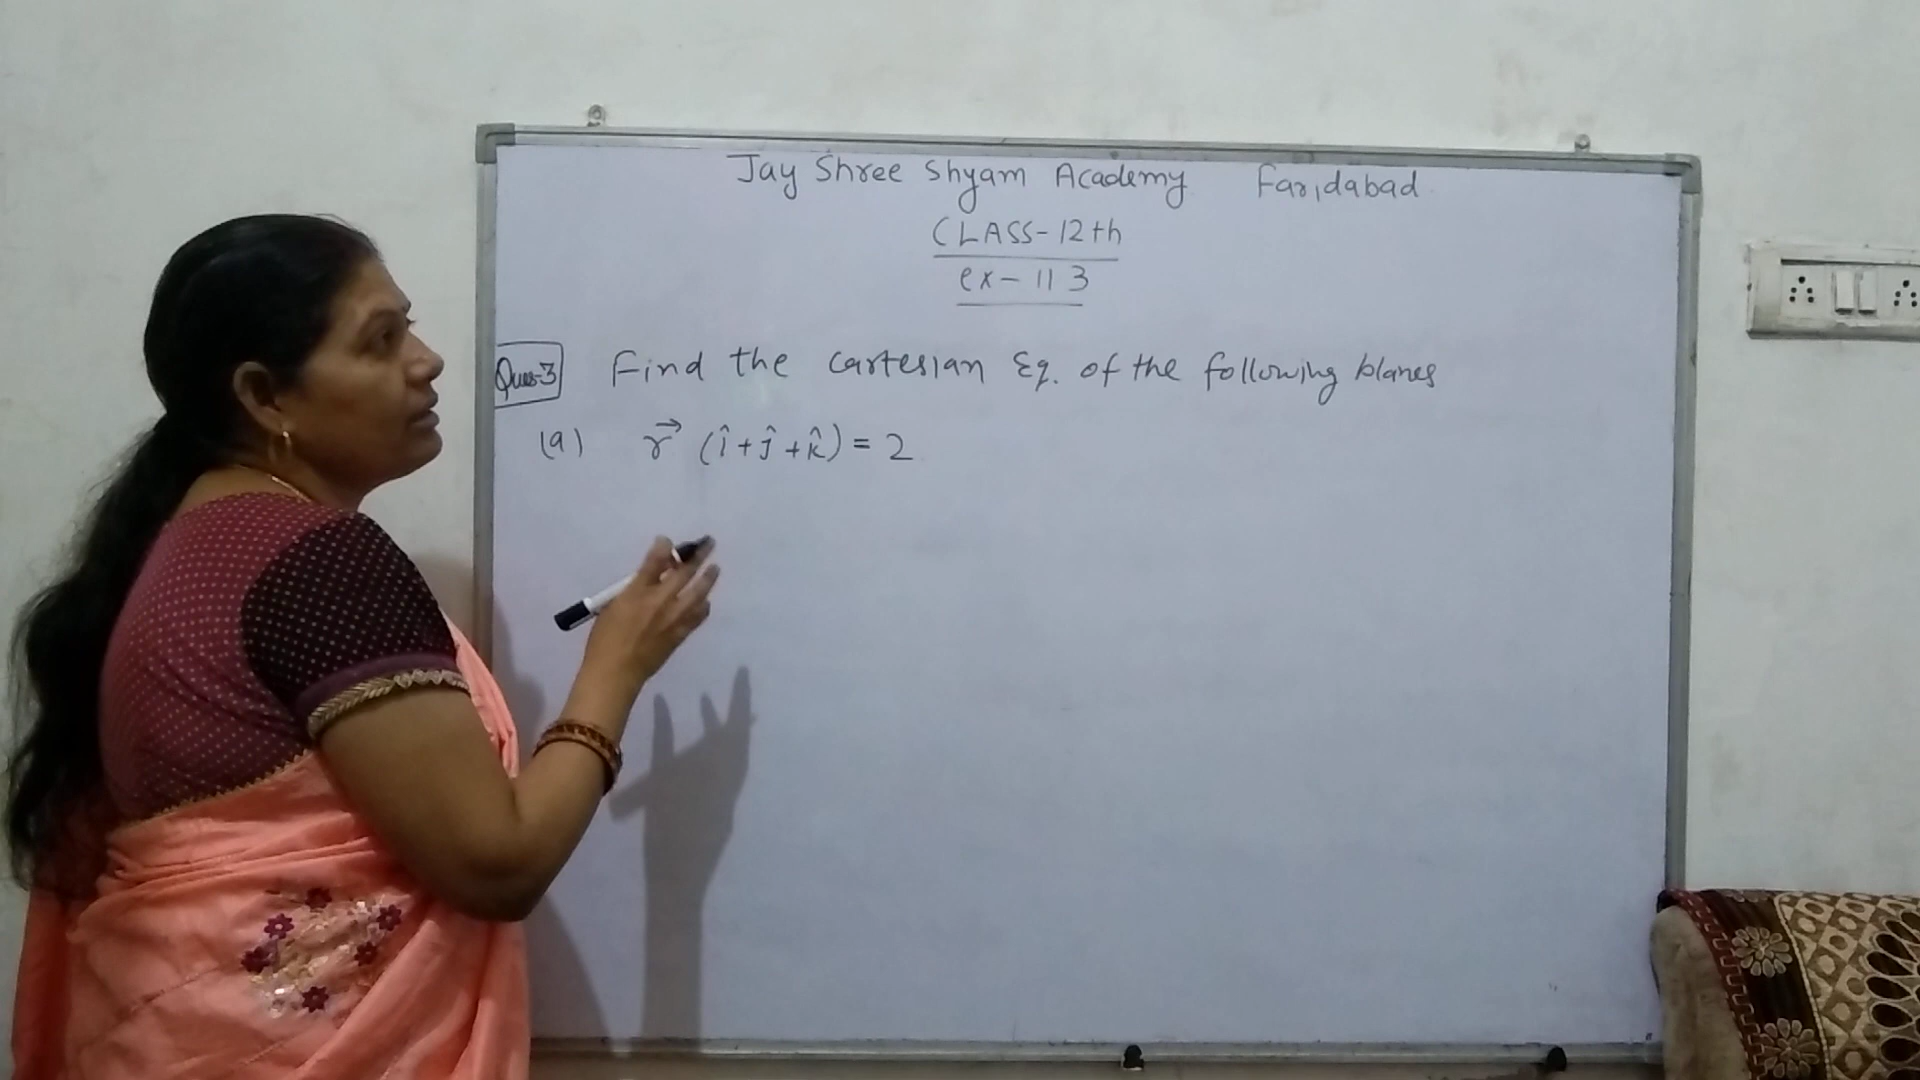 Jay Shree Shyam Academy Faridabad
CLASS-12th
ex-11 3
Ques-3 Find the cartesian Eq. of the following planes
(a) r⃗ (î+ĵ+k̂) = 2